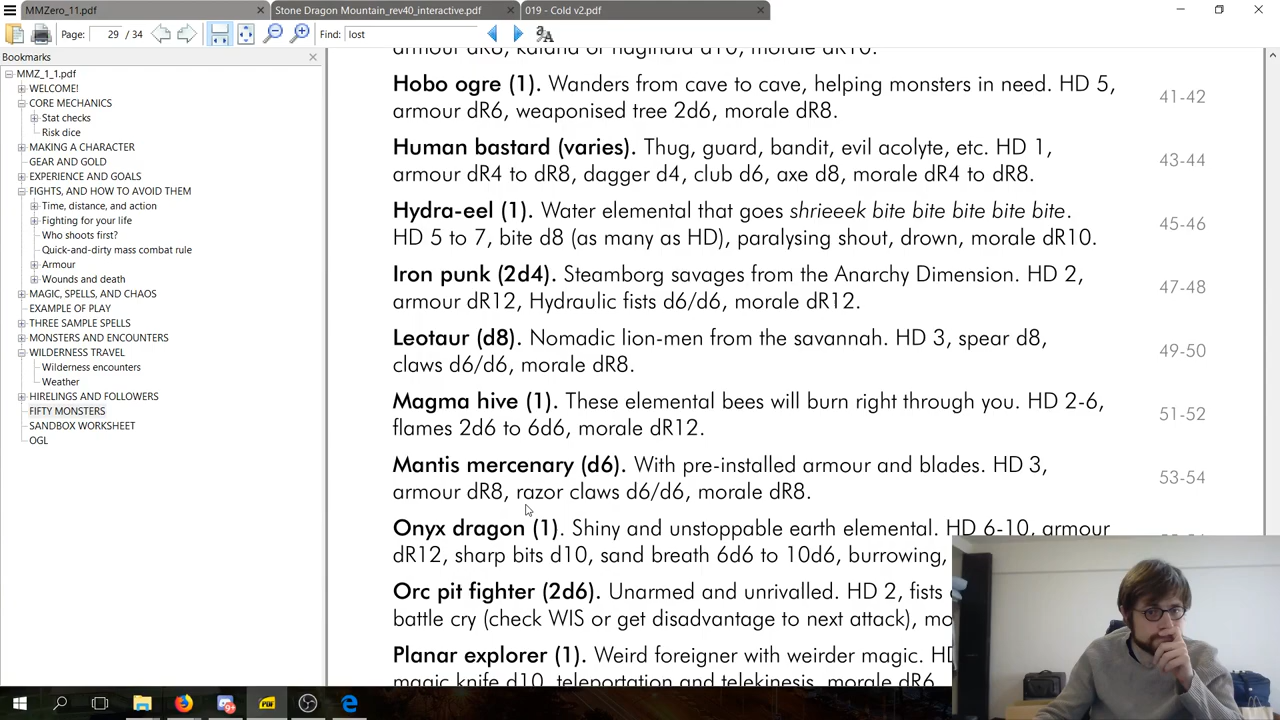 MMZero_11.pdf
Stone Dragon Mountain_rev40_interactive.pdf
019 - Cold v2.pdf
Page: 29 / 34
Find: lost
Bookmarks
MMZ_1_1.pdf
WELCOME!
CORE MECHANICS
Stat checks
Risk dice
MAKING A CHARACTER
GEAR AND GOLD
EXPERIENCE AND GOALS
FIGHTS, AND HOW TO AVOID THEM
Time, distance, and action
Fighting for your life
Who shoots first?
Quick-and-dirty mass combat rule
Armour
Wounds and death
MAGIC, SPELLS, AND CHAOS
EXAMPLE OF PLAY
THREE SAMPLE SPELLS
MONSTERS AND ENCOUNTERS
WILDERNESS TRAVEL
Wilderness encounters
Weather
HIRELINGS AND FOLLOWERS
FIFTY MONSTERS
SANDBOX WORKSHEET
OGL
armour dR6, katana or naginata d10, morale dR10.
Hobo ogre (1). Wanders from cave to cave, helping monsters in need. HD 5,
armour dR6, weaponised tree 2d6, morale dR8.
41-42
Human bastard (varies). Thug, guard, bandit, evil acolyte, etc. HD 1,
armour dR4 to dR8, dagger d4, club d6, axe d8, morale dR4 to dR8.
43-44
Hydra-eel (1). Water elemental that goes shrieeek bite bite bite bite bite.
HD 5 to 7, bite d8 (as many as HD), paralysing shout, drown, morale dR10.
45-46
Iron punk (2d4). Steamborg savages from the Anarchy Dimension. HD 2,
armour dR12, Hydraulic fists d6/d6, morale dR12.
47-48
Leotaur (d8). Nomadic lion-men from the savannah. HD 3, spear d8,
claws d6/d6, morale dR8.
49-50
Magma hive (1). These elemental bees will burn right through you. HD 2-6,
flames 2d6 to 6d6, morale dR12.
51-52
Mantis mercenary (d6). With pre-installed armour and blades. HD 3,
armour dR8, razor claws d6/d6, morale dR8.
53-54
Onyx dragon (1). Shiny and unstoppable earth elemental. HD 6-10, armour
dR12, sharp bits d10, sand breath 6d6 to 10d6, burrowing,
Orc pit fighter (2d6). Unarmed and unrivalled. HD 2, fists
battle cry (check WIS or get disadvantage to next attack), mo
Planar explorer (1). Weird foreigner with weirder magic. HD
magic knife d10, teleportation and telekinesis, morale dR6